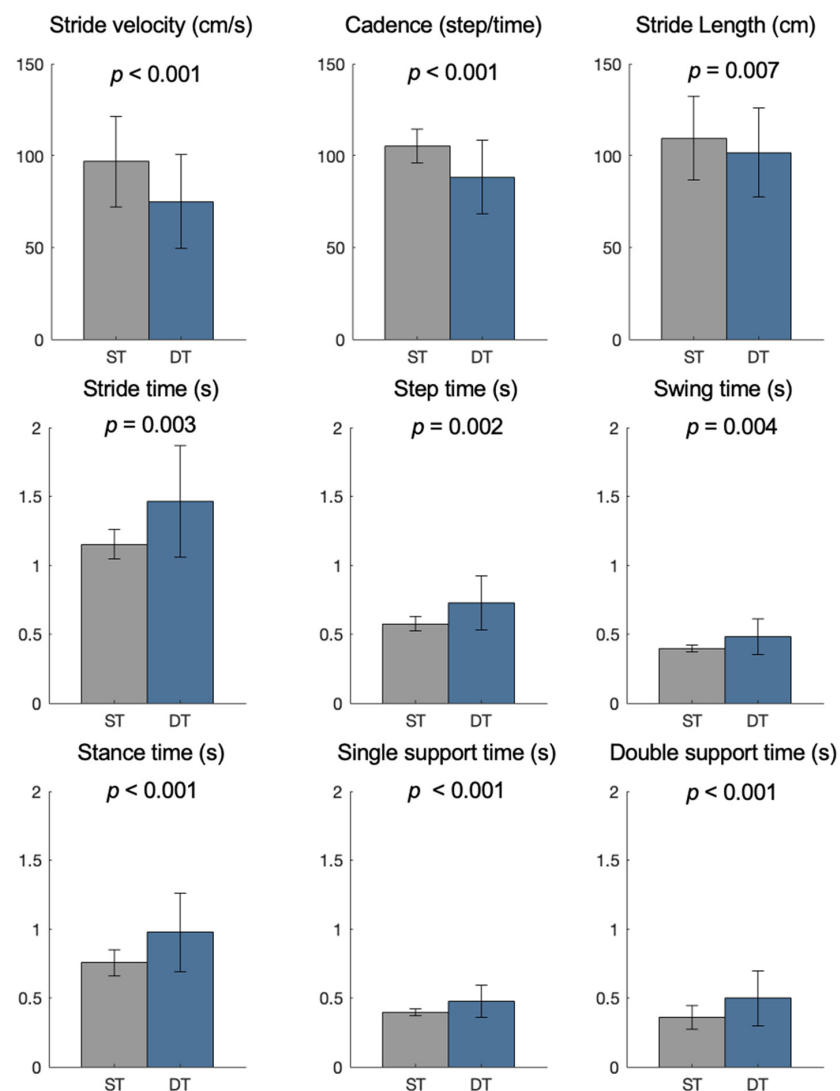 Stride velocity (cm/s)
p < 0.001
150
100
50
0
ST DT
Cadence (step/time)
p < 0.001
150
100
50
0
ST DT
Stride Length (cm)
p = 0.007
150
100
50
0
ST DT
Stride time (s)
p = 0.003
2
1.5
1
0.5
0
ST DT
Step time (s)
p = 0.002
2
1.5
1
0.5
0
ST DT
Swing time (s)
p = 0.004
2
1.5
1
0.5
0
ST DT
Stance time (s)
p < 0.001
2
1.5
1
0.5
0
ST DT
Single support time (s)
p < 0.001
2
1.5
1
0.5
0
ST DT
Double support time (s)
p < 0.001
2
1.5
1
0.5
0
ST DT